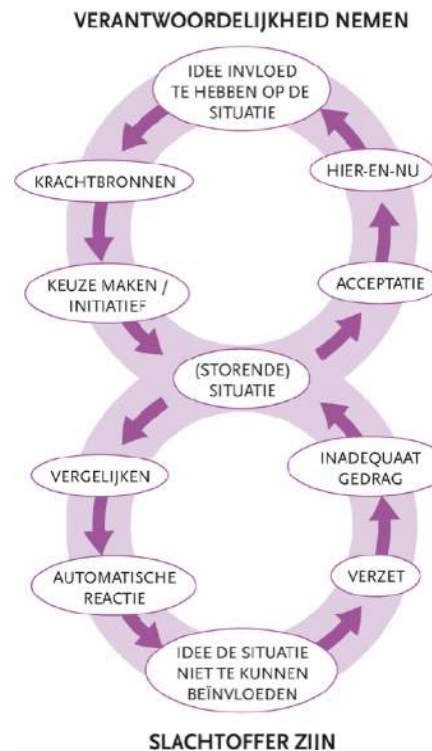 VERANTWOORDELIJKHEID NEMEN
IDEE INVLOED
TE HEBBEN OP DE
SITUATIE
KRACHTBRONNEN
HIER-EN-NU
KEUZE MAKEN /
INITIATIEF
ACCEPTATIE
(STORENDE)
SITUATIE
VERGELIJKEN
INADEQUAAT
GEDRAG
AUTOMATISCHE
REACTIE
VERZET
IDEE DE SITUATIE
NIET TE KUNNEN
BEÏNVLOEDEN
SLACHTOFFER ZIJN